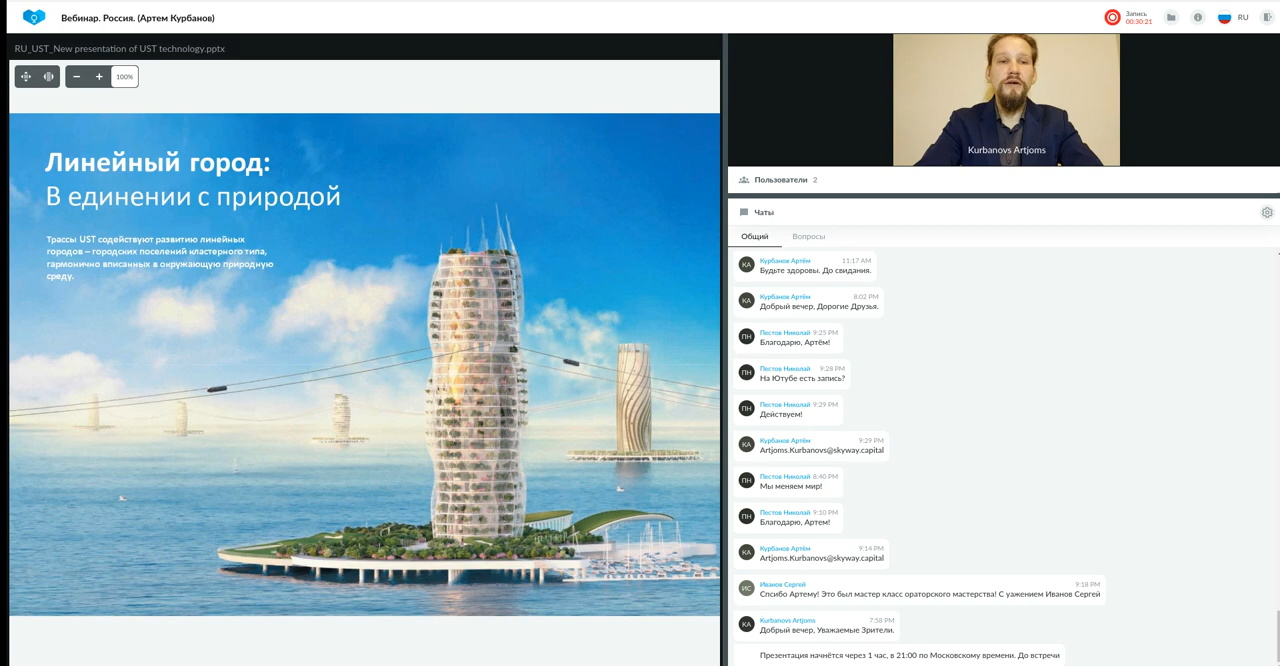 Вебинар. Россия. (Артем Курбанов)
Запись
00:30:21
RU
RU_UST_New presentation of UST technology.pptx
100%
Линейный город:
В единении с природой
Трассы UST содействуют развитию линейных
городов – городских поселений кластерного типа,
гармонично вписанных в окружающую природную
среду.
Kurbanovs Artjoms
Пользователи 2
Чаты
Общий Вопросы
КА Курбанов Артём 11:17 AM
Будьте здоровы. До свидания.
КА Курбанов Артём 8:02 PM
Добрый вечер, Дорогие Друзья.
ПН Пестов Николай 9:25 PM
Благодарю, Артём!
ПН Пестов Николай 9:28 PM
На Ютубе есть запись?
ПН Пестов Николай 9:29 PM
Действуем!
КА Курбанов Артём 9:29 PM
Artjoms.Kurbanovs@skyway.capital
ПН Пестов Николай 8:40 PM
Мы меняем мир!
ПН Пестов Николай 9:10 PM
Благодарю, Артем!
КА Курбанов Артём 9:14 PM
Artjoms.Kurbanovs@skyway.capital
ИС Иванов Сергей 9:18 PM
Спсибо Артему! Это был мастер класс ораторского мастерства! С уажением Иванов Сергей
KA Kurbanovs Artjoms 7:58 PM
Добрый вечер, Уважаемые Зрители.
Презентация начнётся через 1 час, в 21:00 по Московскому времени. До встречи